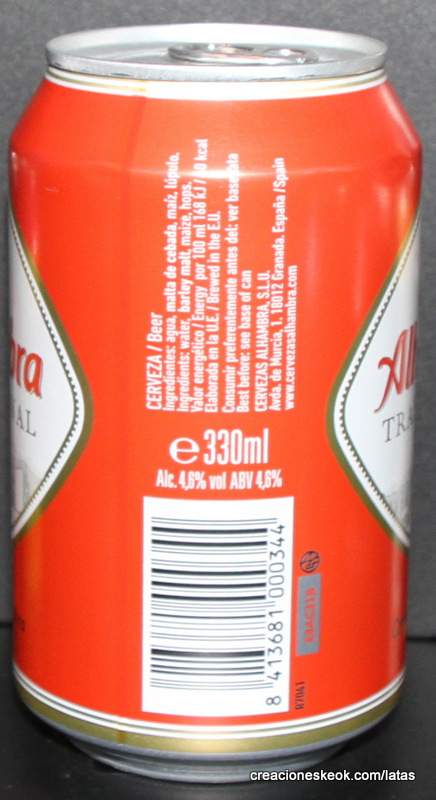 CERVEZA / Beer
Ingredientes: agua, malta de cebada, maíz, lúpulo.
Ingredients: water, barley malt, maize, hops.
Valor energético / Energy por 100 ml 168 kJ / 40 kcal
Elaborada en la U.E. / Brewed in the E.U.
Consumir preferentemente antes del: ver base lata
Best before: see base of can
CERVEZAS ALHAMBRA, S.L.U.
Avda. de Murcia, 1. 18012 Granada. España / Spain
www.cervezasalhambra.com
e 330ml
Alc. 4,6% vol ABV 4,6%
8 413681 000344
bra
AL
Al
TRA
creacioneskeok.com/latas